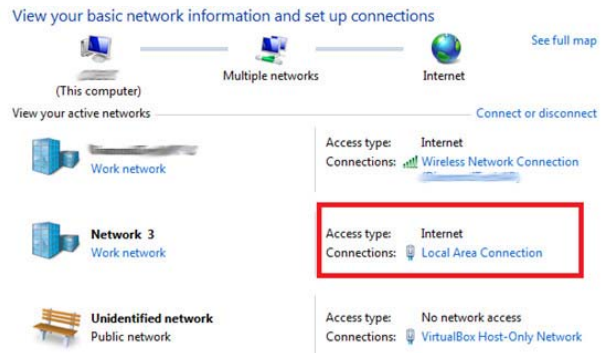 View your basic network information and set up connections
See full map
Multiple networks
Internet
(This computer)
View your active networks
Connect or disconnect
Access type: Internet
Work network
Connections: Wireless Network Connection
Network 3
Access type: Internet
Work network
Connections: Local Area Connection
Unidentified network
Access type: No network access
Public network
Connections: VirtualBox Host-Only Network